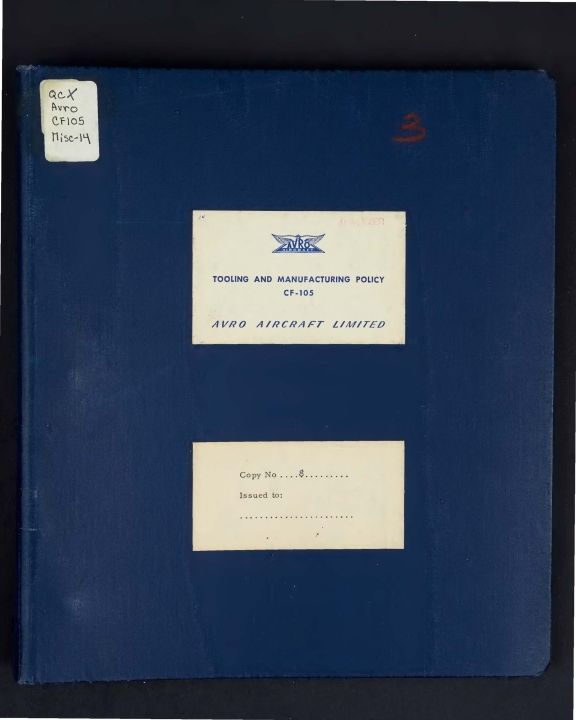 QCX
Avro
CF105
Misc-14
3
AVRO
AIRCRAFT
TOOLING AND MANUFACTURING POLICY
CF-105
AVRO AIRCRAFT LIMITED
Copy No ....8.........
Issued to:
.......................